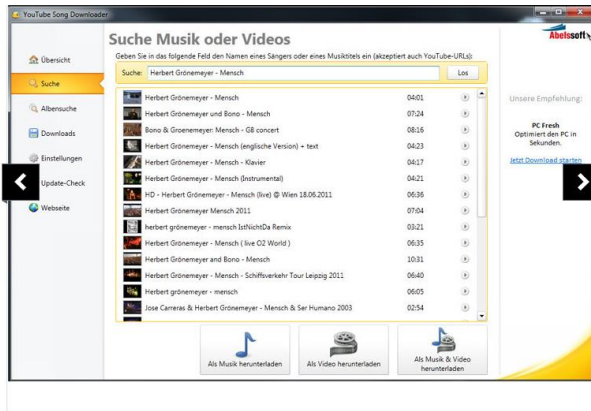 YouTube Song Downloader
Abelssoft
Suche Musik oder Videos
Geben Sie in das folgende Feld den Namen eines Sängers oder eines Musiktitels ein (akzeptiert auch YouTube-URLs):
Suche: Herbert Grönemeyer - Mensch Los
Übersicht
Suche
Albensuche
Downloads
Einstellungen
Update-Check
Webseite
Herbert Grönemeyer - Mensch 04:01
Herbert Grönemeyer und Bono - Mensch 07:24
Bono & Groenemeyer: Mensch - G8 concert 08:16
Herbert Grönemeyer - Mensch (englische Version) + text 04:23
Herbert Grönemeyer - Mensch - Klavier 04:17
Herbert Grönemeyer - Mensch (Instrumental) 04:21
HD - Herbert Grönemeyer - Mensch (live) @ Wien 18.06.2011 06:36
Herbert Grönemeyer Mensch 2011 07:04
herbert grönemeyer - mensch IstNichtDa Remix 03:21
Herbert Grönemeyer - Mensch ( live O2 World ) 06:35
Herbert Grönemeyer and Bono - Mensch 10:31
Herbert Grönemeyer - Mensch - Schiffsverkehr Tour Leipzig 2011 06:40
Herbert grönemeyer - mensch 06:05
Jose Carreras & Herbert Grönemeyer - Mensch & Ser Humano 2003 02:54
Als Musik herunterladen
Als Video herunterladen
Als Musik & Video
herunterladen
Unsere Empfehlung:
PC Fresh
Optimiert den PC in
Sekunden.
Jetzt Download starten